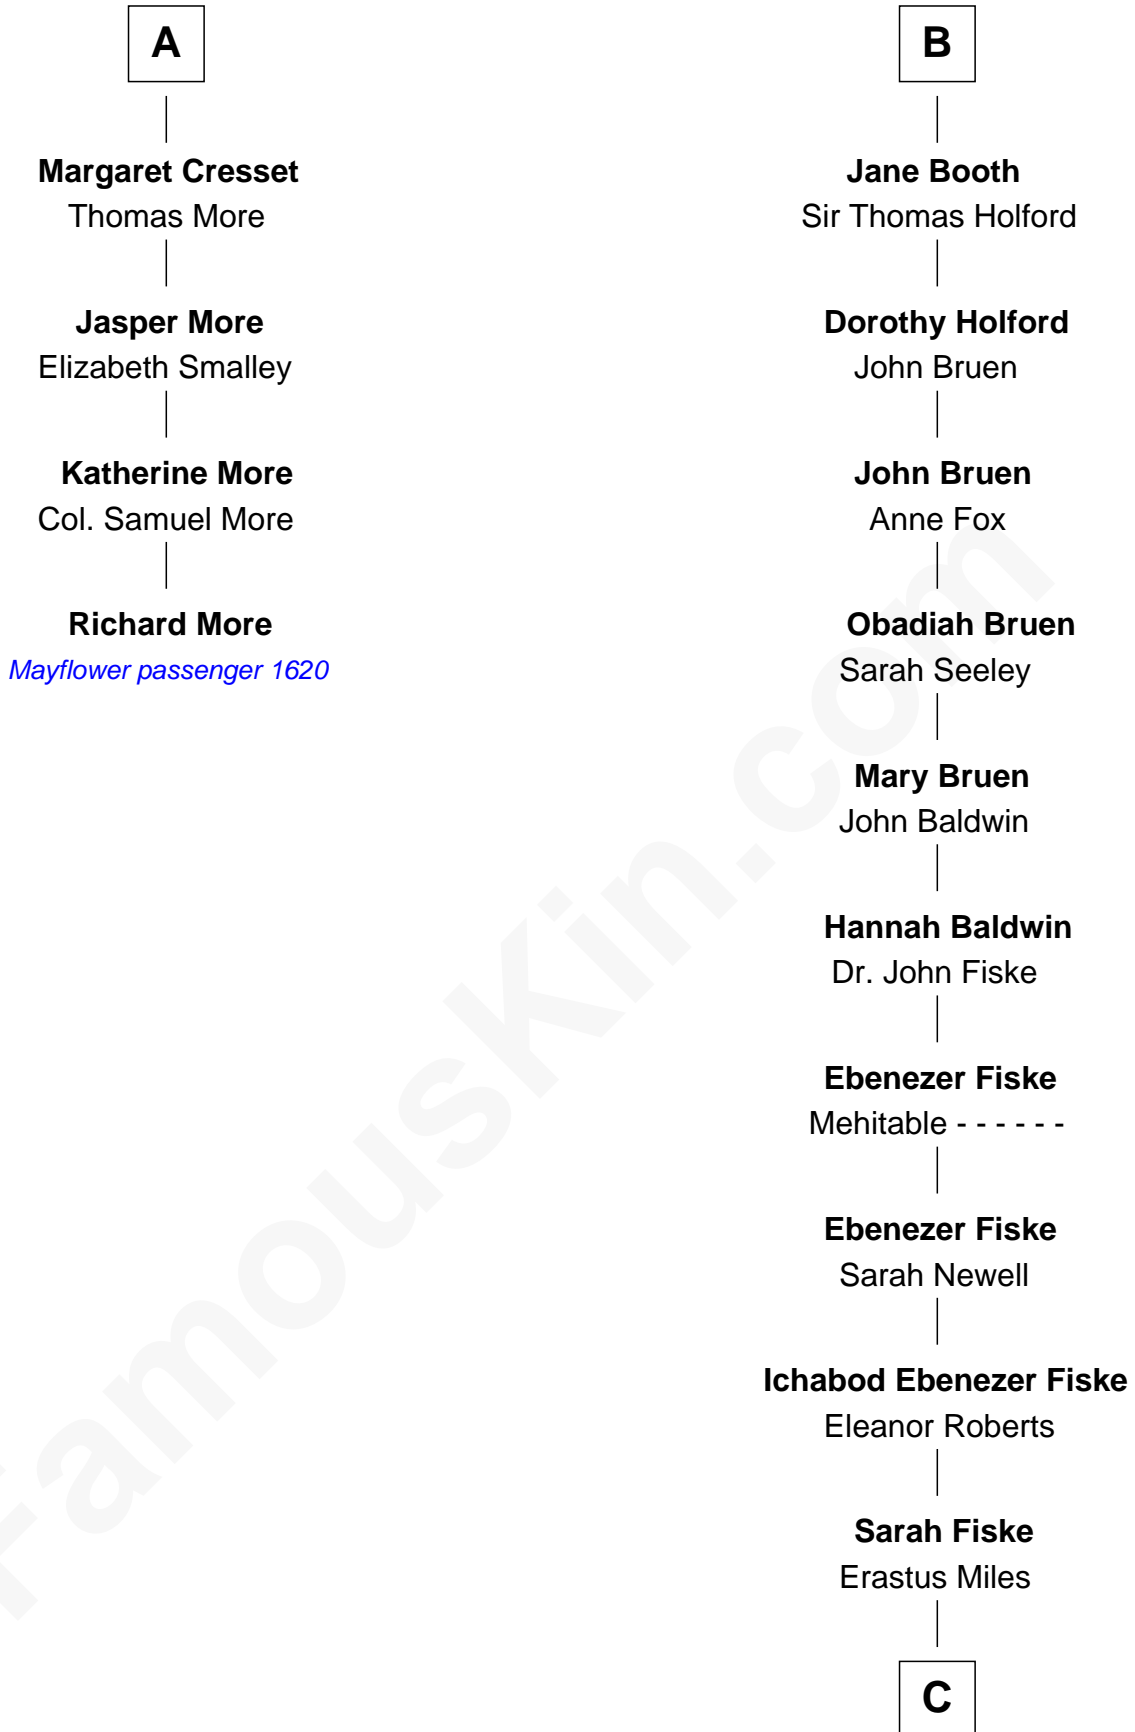 A
Margaret Cresset
Thomas More
Jasper More
Elizabeth Smalley
Katherine More
Col. Samuel More
Richard More
Mayflower passenger 1620
B
Jane Booth
Sir Thomas Holford
Dorothy Holford
John Bruen
John Bruen
Anne Fox
Obadiah Bruen
Sarah Seeley
Mary Bruen
John Baldwin
Hannah Baldwin
Dr. John Fiske
Ebenezer Fiske
Mehitable - - - - - -
Ebenezer Fiske
Sarah Newell
Ichabod Ebenezer Fiske
Eleanor Roberts
Sarah Fiske
Erastus Miles
C
FamousKin.com